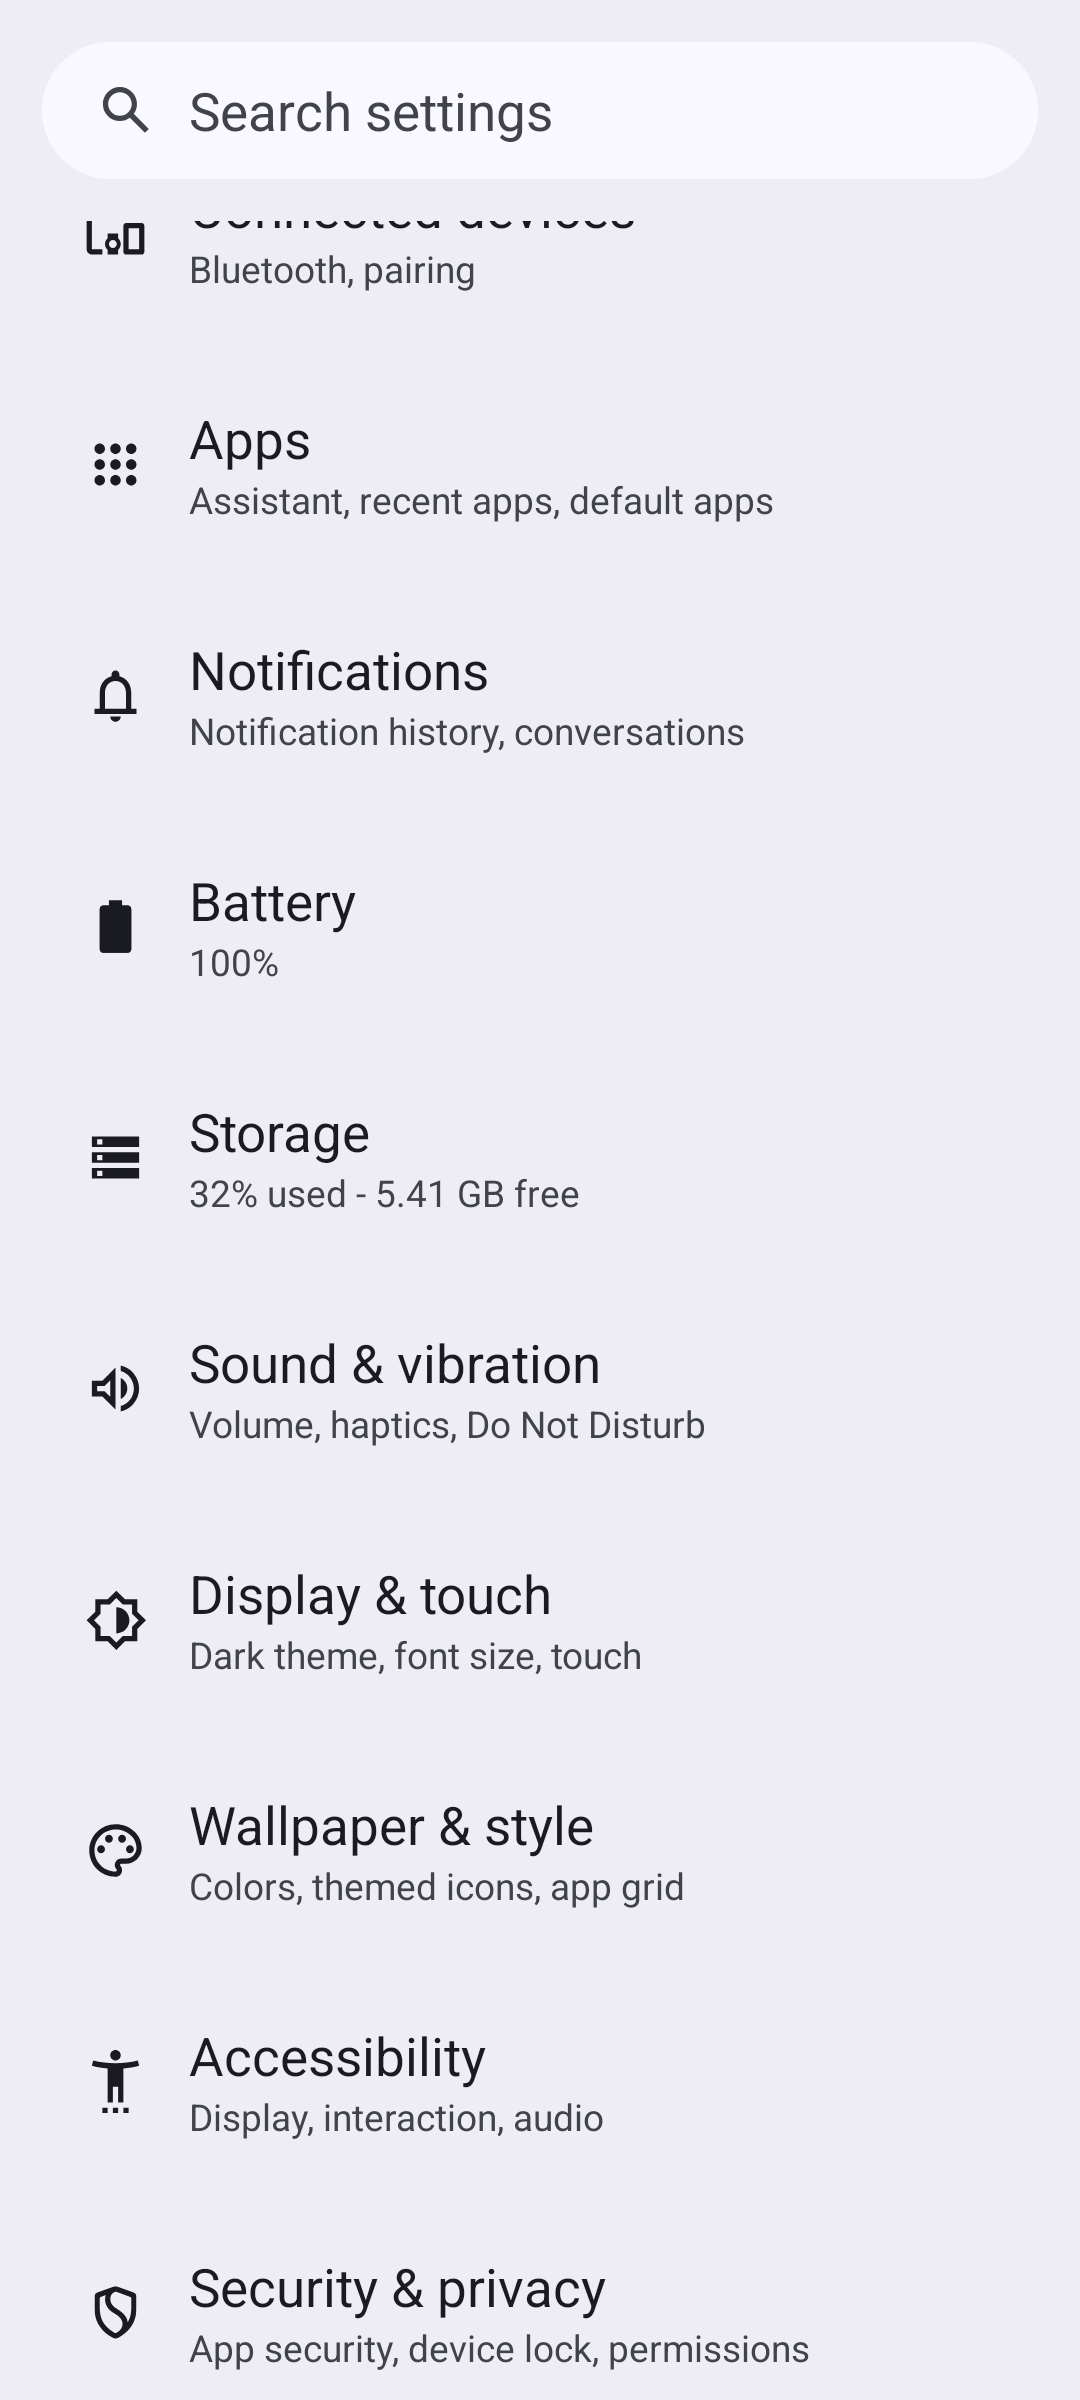 Search settings
Connected devices
Bluetooth, pairing
Apps
Assistant, recent apps, default apps
Notifications
Notification history, conversations
Battery
100%
Storage
32% used - 5.41 GB free
Sound & vibration
Volume, haptics, Do Not Disturb
Display & touch
Dark theme, font size, touch
Wallpaper & style
Colors, themed icons, app grid
Accessibility
Display, interaction, audio
Security & privacy
App security, device lock, permissions